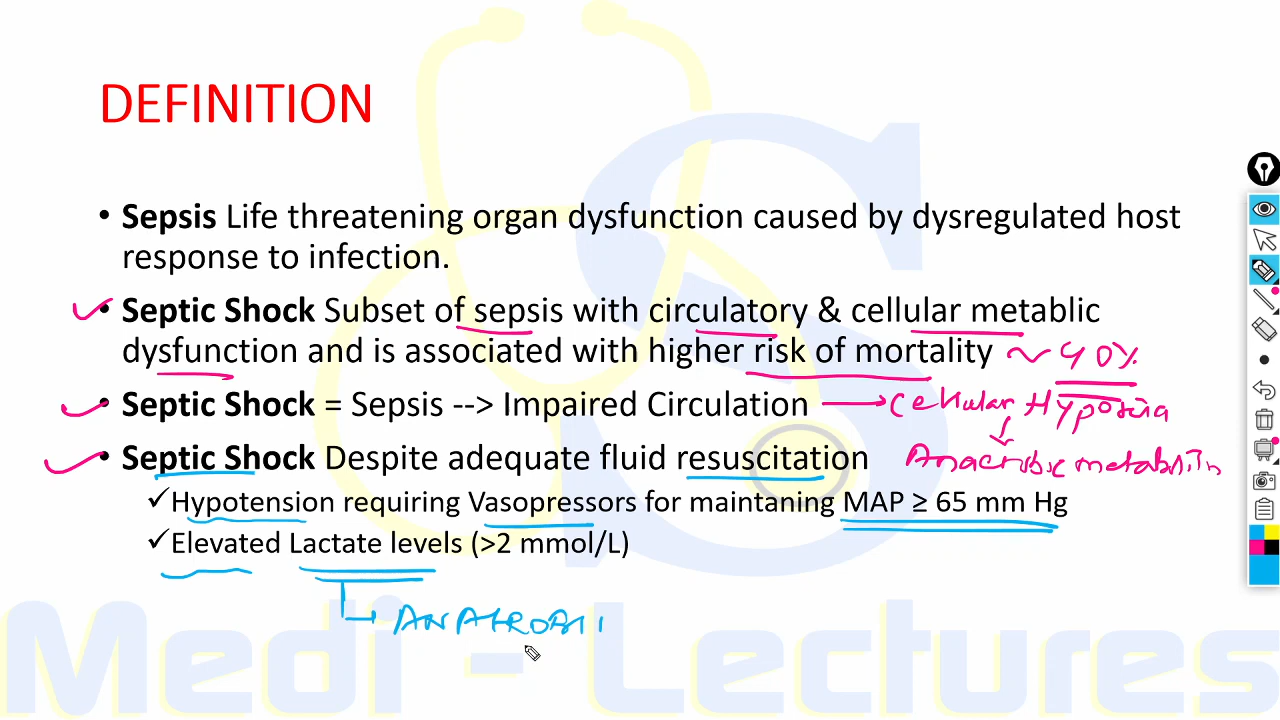 DEFINITION
• Sepsis Life threatening organ dysfunction caused by dysregulated host
response to infection.
• Septic Shock Subset of sepsis with circulatory & cellular metablic
dysfunction and is associated with higher risk of mortality ~ 40%
• Septic Shock = Sepsis --> Impaired Circulation → Cellular Hypoxia
• Septic Shock Despite adequate fluid resuscitation Anaerobic metabolism
✓Hypotension requiring Vasopressors for maintaning MAP ≥ 65 mm Hg
✓Elevated Lactate levels (>2 mmol/L)
→ ANAEROBI
Medi - Lectures